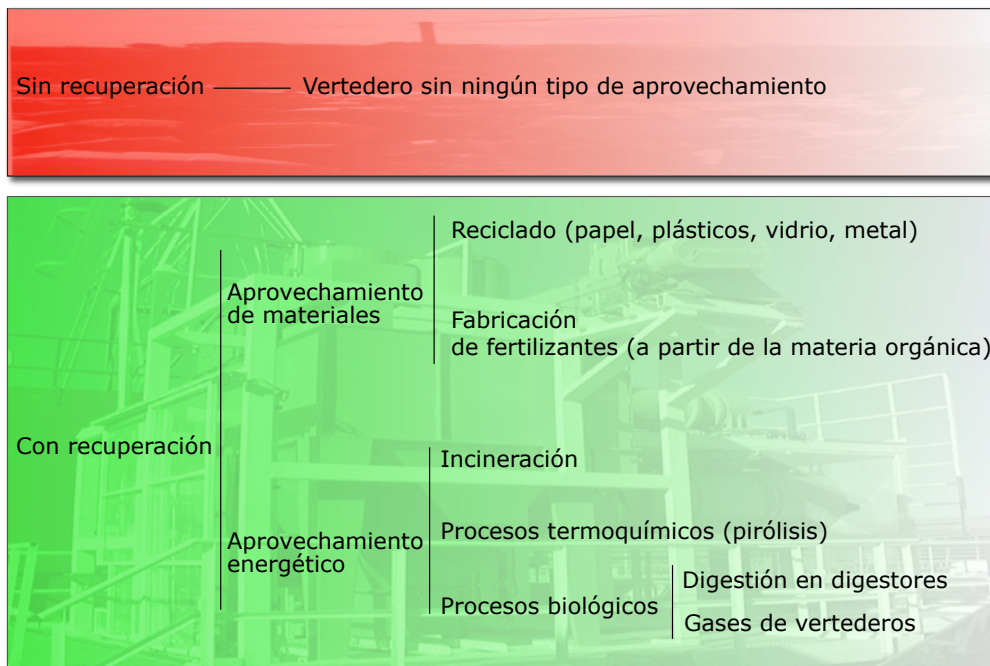 Sin recuperación
Vertedero sin ningún tipo de aprovechamiento
Con recuperación
Aprovechamiento
de materiales
Reciclado (papel, plásticos, vidrio, metal)
Fabricación
de fertilizantes (a partir de la materia orgánica)
Aprovechamiento
energético
Incineración
Procesos termoquímicos (pirólisis)
Procesos biológicos
Digestión en digestores
Gases de vertederos